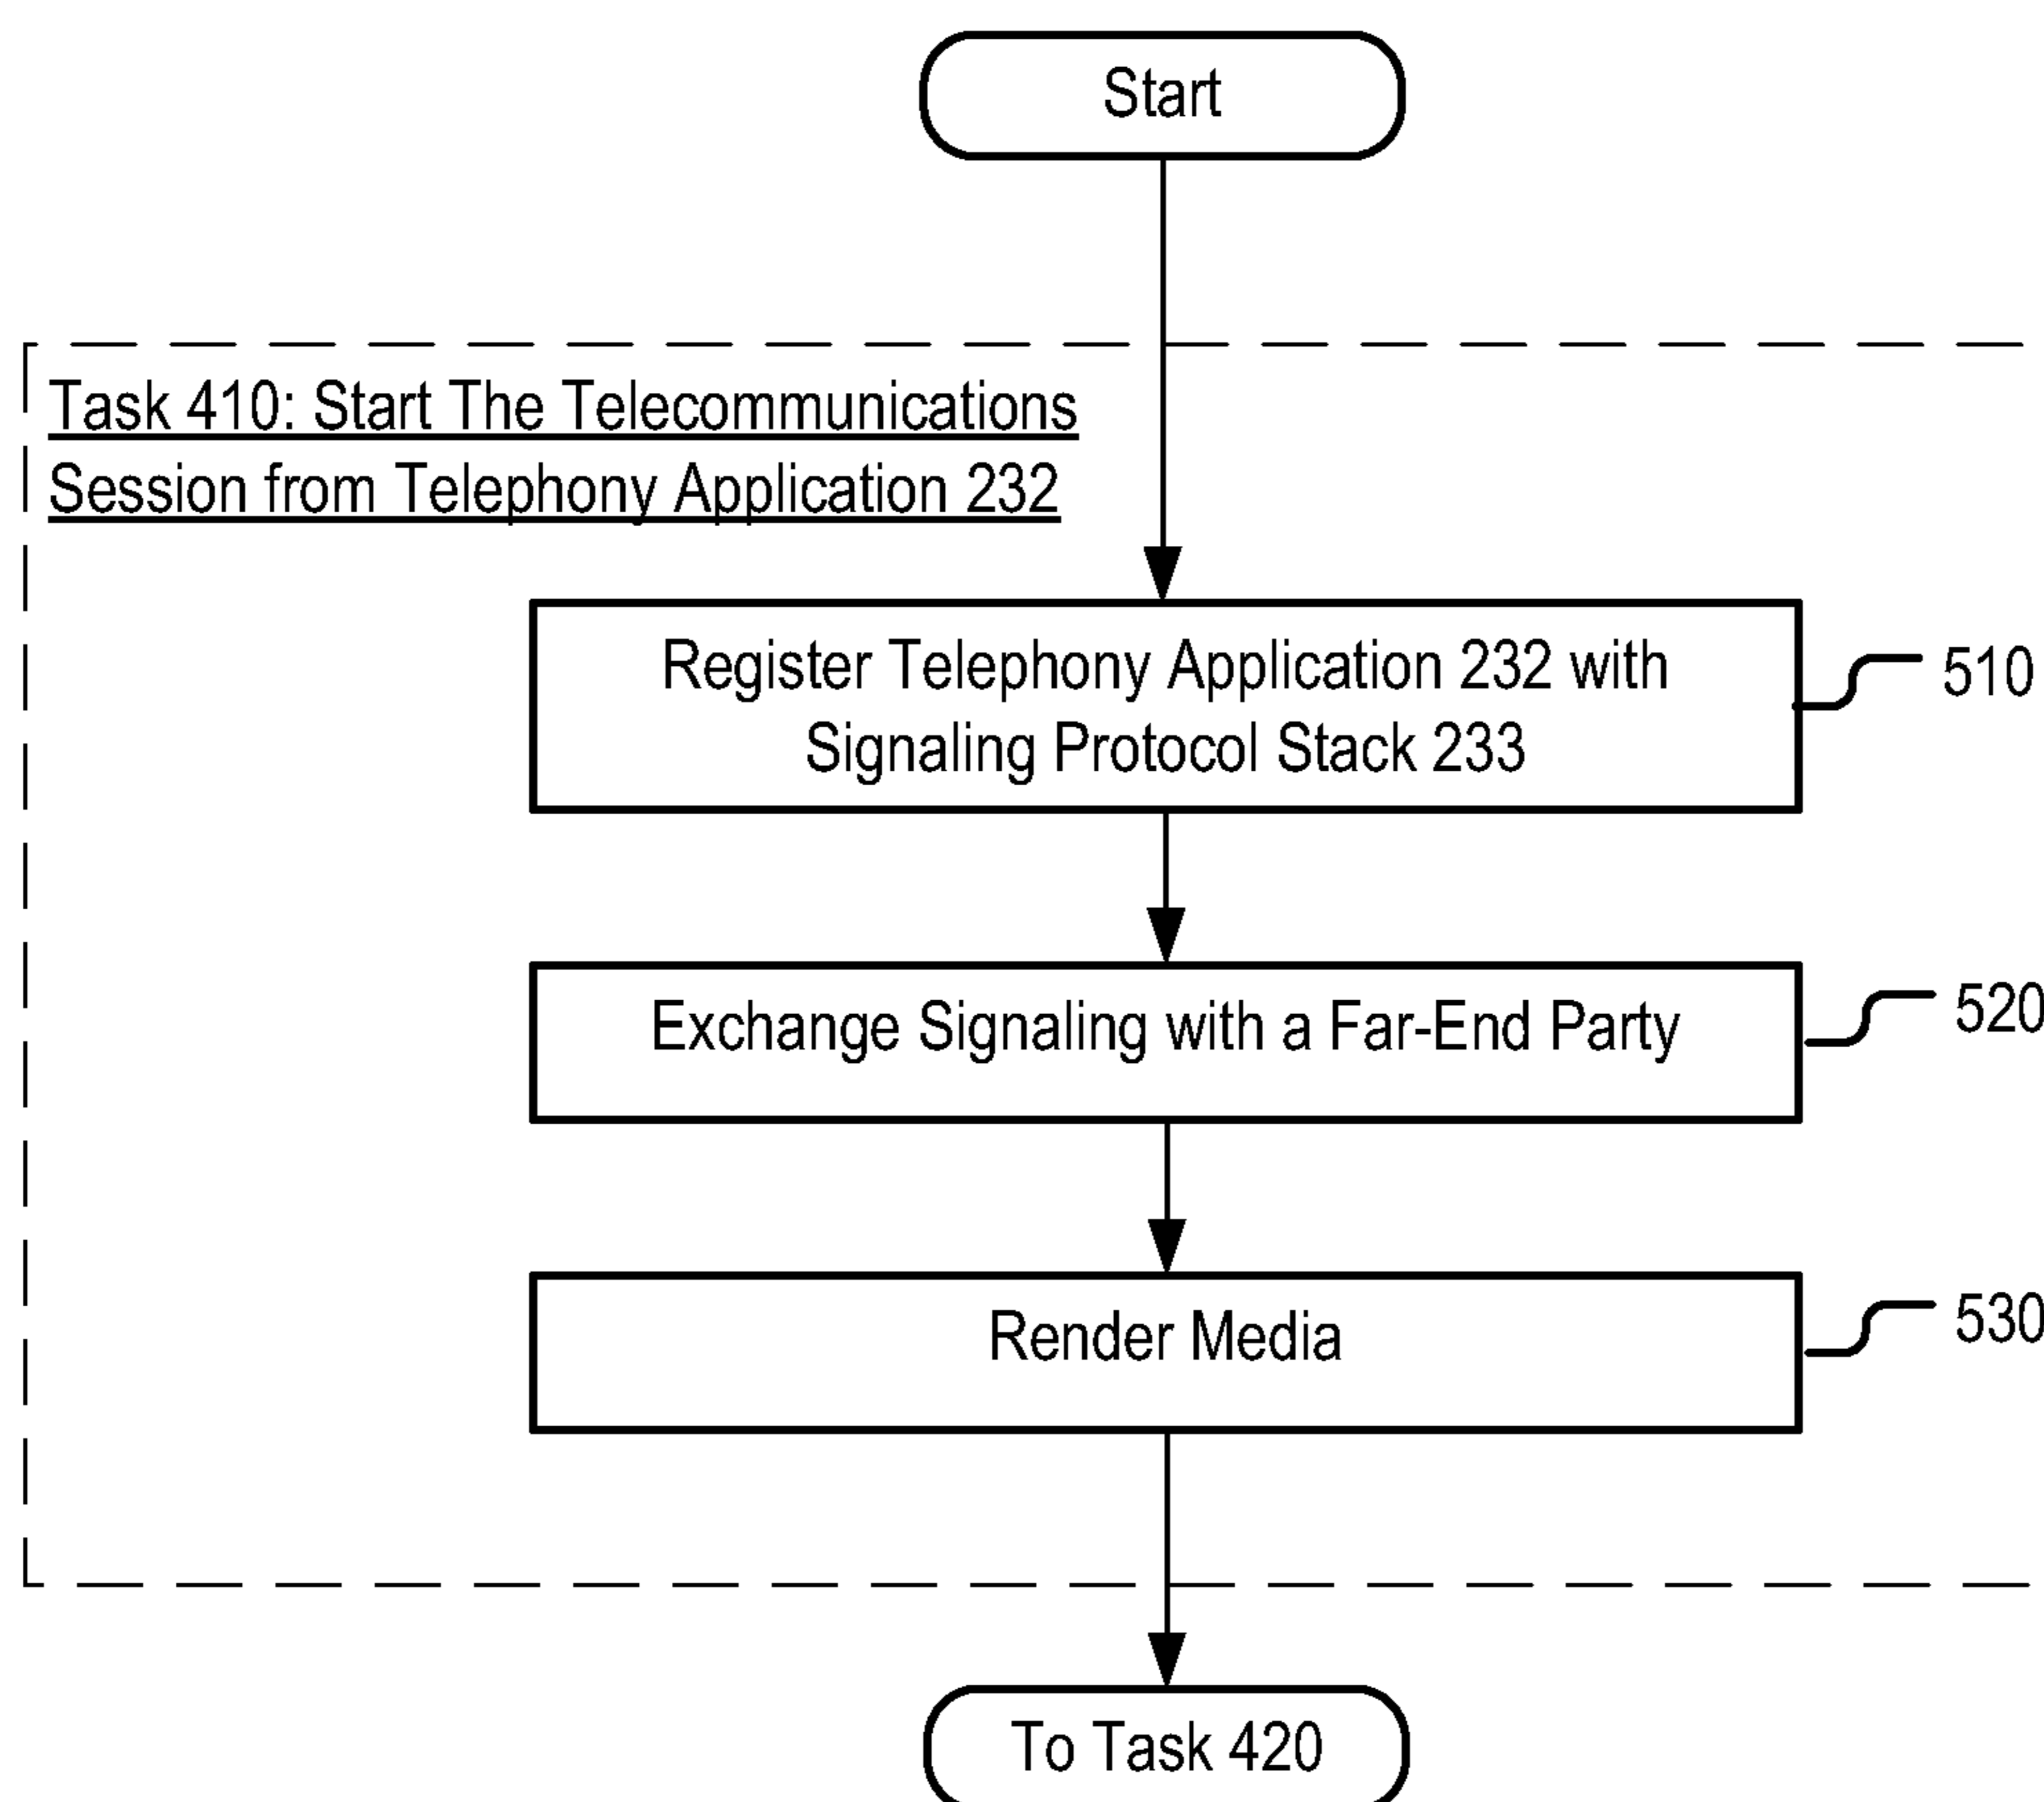 Start
Task 410: Start The Telecommunications
Session from Telephony Application 232
Register Telephony Application 232 with
Signaling Protocol Stack 233
510
Exchange Signaling with a Far-End Party
520
Render Media
530
To Task 420